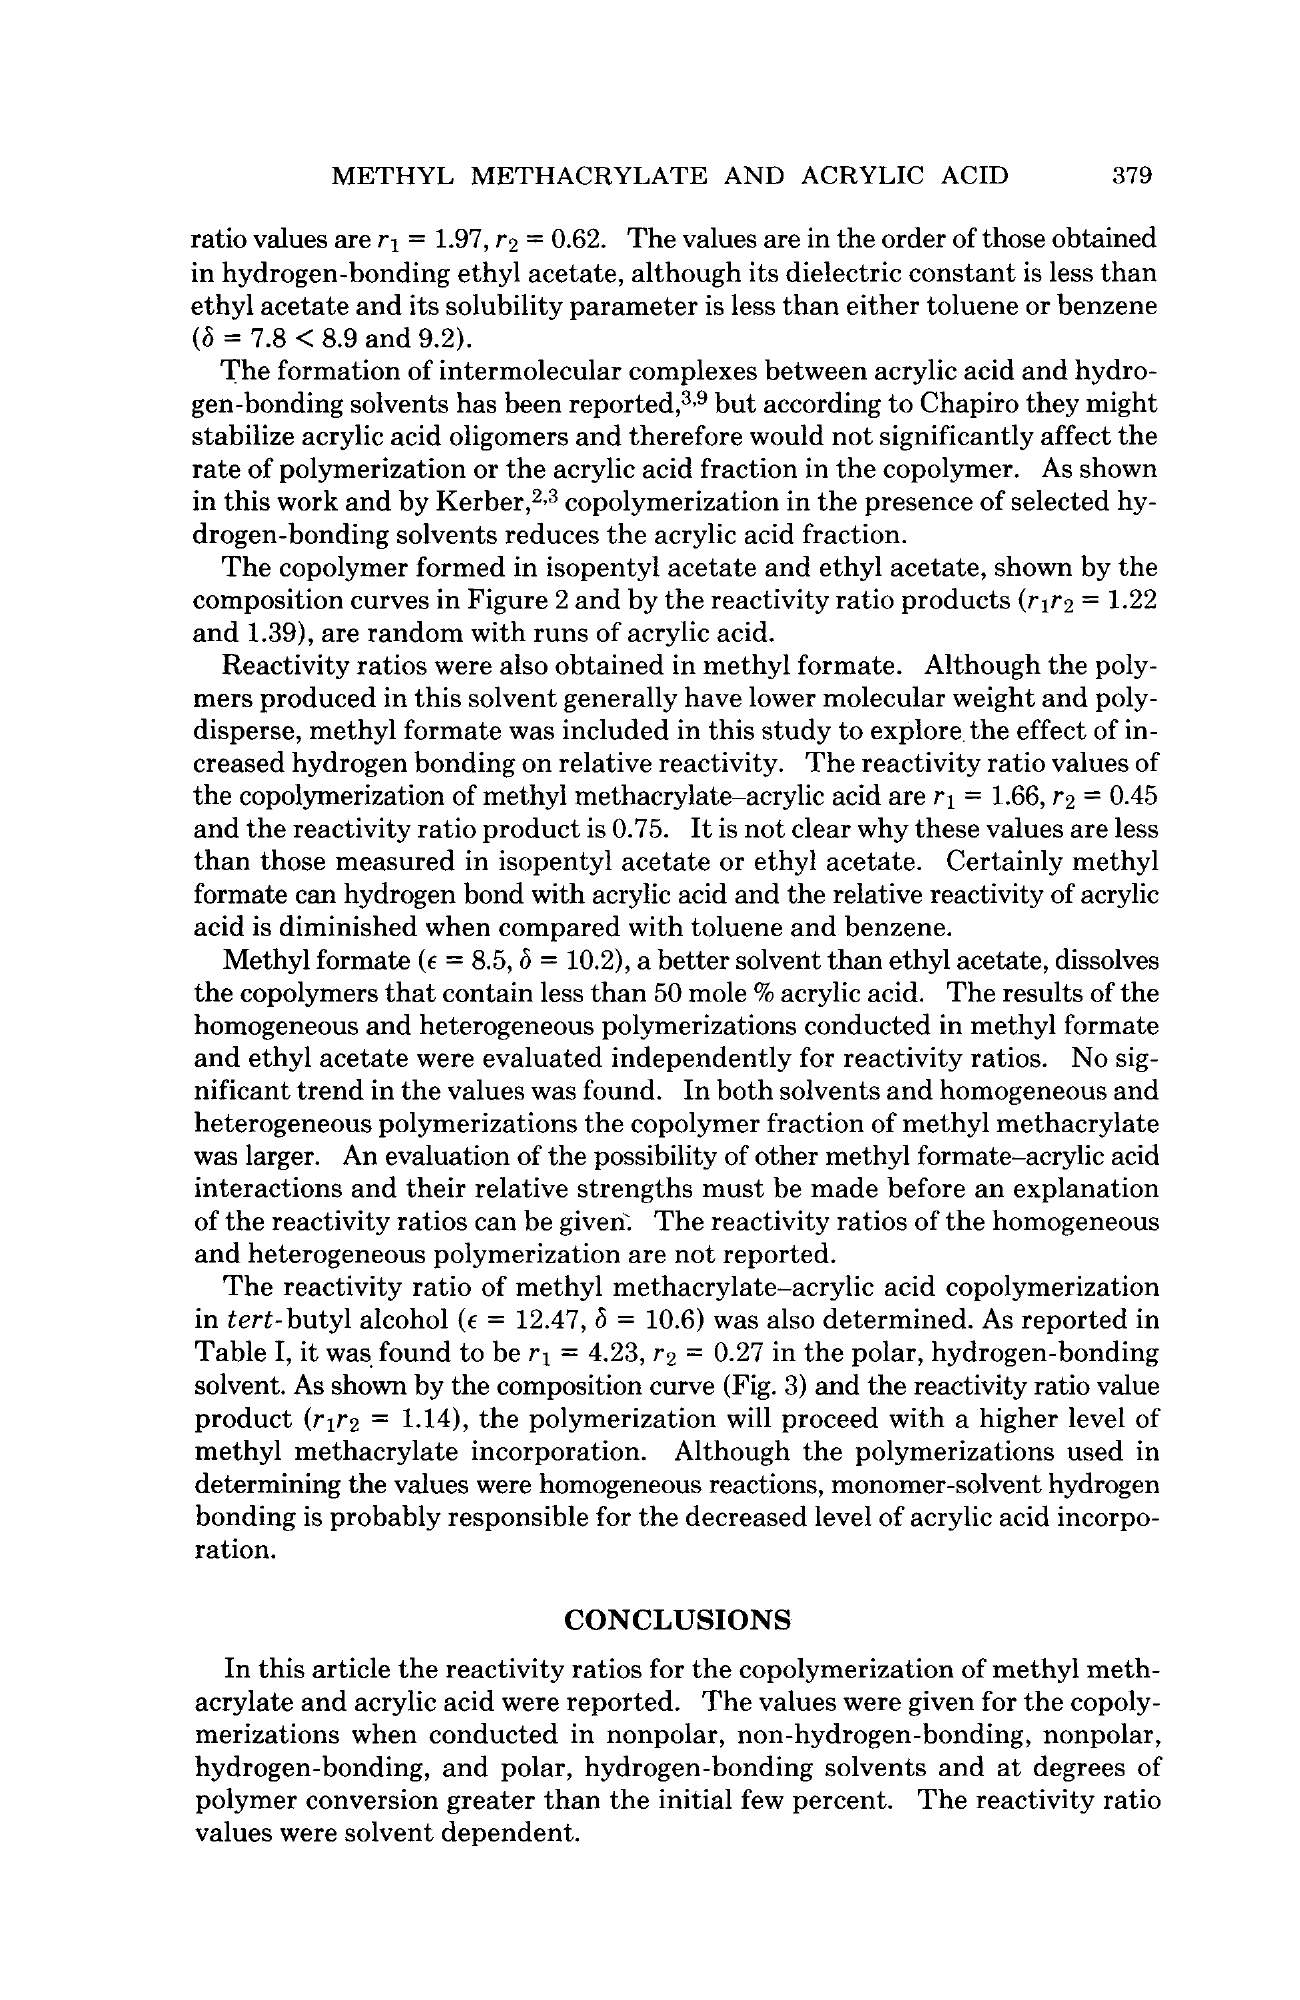 METHYL METHACRYLATE AND ACRYLIC ACID 379
ratio values are r1 = 1.97, r2 = 0.62. The values are in the order of those obtained
in hydrogen-bonding ethyl acetate, although its dielectric constant is less than
ethyl acetate and its solubility parameter is less than either toluene or benzene
(δ = 7.8 < 8.9 and 9.2).
The formation of intermolecular complexes between acrylic acid and hydro-
gen-bonding solvents has been reported,3,9 but according to Chapiro they might
stabilize acrylic acid oligomers and therefore would not significantly affect the
rate of polymerization or the acrylic acid fraction in the copolymer. As shown
in this work and by Kerber,2,3 copolymerization in the presence of selected hy-
drogen-bonding solvents reduces the acrylic acid fraction.
The copolymer formed in isopentyl acetate and ethyl acetate, shown by the
composition curves in Figure 2 and by the reactivity ratio products (r1r2 = 1.22
and 1.39), are random with runs of acrylic acid.
Reactivity ratios were also obtained in methyl formate. Although the poly-
mers produced in this solvent generally have lower molecular weight and poly-
disperse, methyl formate was included in this study to explore the effect of in-
creased hydrogen bonding on relative reactivity. The reactivity ratio values of
the copolymerization of methyl methacrylate–acrylic acid are r1 = 1.66, r2 = 0.45
and the reactivity ratio product is 0.75. It is not clear why these values are less
than those measured in isopentyl acetate or ethyl acetate. Certainly methyl
formate can hydrogen bond with acrylic acid and the relative reactivity of acrylic
acid is diminished when compared with toluene and benzene.
Methyl formate (ϵ = 8.5, δ = 10.2), a better solvent than ethyl acetate, dissolves
the copolymers that contain less than 50 mole % acrylic acid. The results of the
homogeneous and heterogeneous polymerizations conducted in methyl formate
and ethyl acetate were evaluated independently for reactivity ratios. No sig-
nificant trend in the values was found. In both solvents and homogeneous and
heterogeneous polymerizations the copolymer fraction of methyl methacrylate
was larger. An evaluation of the possibility of other methyl formate–acrylic acid
interactions and their relative strengths must be made before an explanation
of the reactivity ratios can be given. The reactivity ratios of the homogeneous
and heterogeneous polymerization are not reported.
The reactivity ratio of methyl methacrylate–acrylic acid copolymerization
in tert-butyl alcohol (ϵ = 12.47, δ = 10.6) was also determined. As reported in
Table I, it was found to be r1 = 4.23, r2 = 0.27 in the polar, hydrogen-bonding
solvent. As shown by the composition curve (Fig. 3) and the reactivity ratio value
product (r1r2 = 1.14), the polymerization will proceed with a higher level of
methyl methacrylate incorporation. Although the polymerizations used in
determining the values were homogeneous reactions, monomer-solvent hydrogen
bonding is probably responsible for the decreased level of acrylic acid incorpo-
ration.
CONCLUSIONS
In this article the reactivity ratios for the copolymerization of methyl meth-
acrylate and acrylic acid were reported. The values were given for the copoly-
merizations when conducted in nonpolar, non-hydrogen-bonding, nonpolar,
hydrogen-bonding, and polar, hydrogen-bonding solvents and at degrees of
polymer conversion greater than the initial few percent. The reactivity ratio
values were solvent dependent.